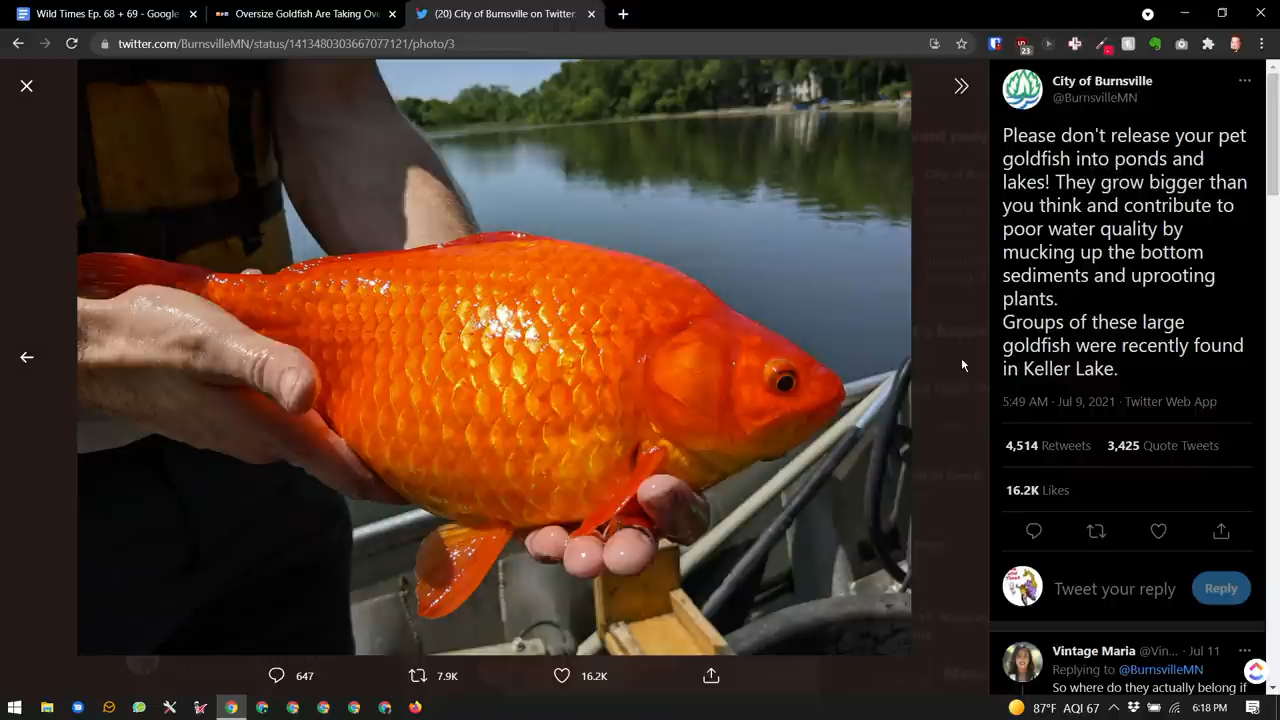 Wild Times Ep. 68 + 69 - Google
Oversize Goldfish Are Taking Ov
(20) City of Burnsville on Twitter:
twitter.com/BurnsvilleMN/status/1413480303667077121/photo/3
23
City of Burnsville
@BurnsvilleMN
Please don't release your pet
goldfish into ponds and
lakes! They grow bigger than
you think and contribute to
poor water quality by
mucking up the bottom
sediments and uprooting
plants.
Groups of these large
goldfish were recently found
in Keller Lake.
5:49 AM · Jul 9, 2021 · Twitter Web App
4,514 Retweets 3,425 Quote Tweets
16.2K Likes
Tweet your reply
Reply
Vintage Maria @Vin... · Jul 11
Replying to @BurnsvilleMN
So where do they actually belong if
647 7.9K 16.2K
87°F AQI 67 6:18 PM